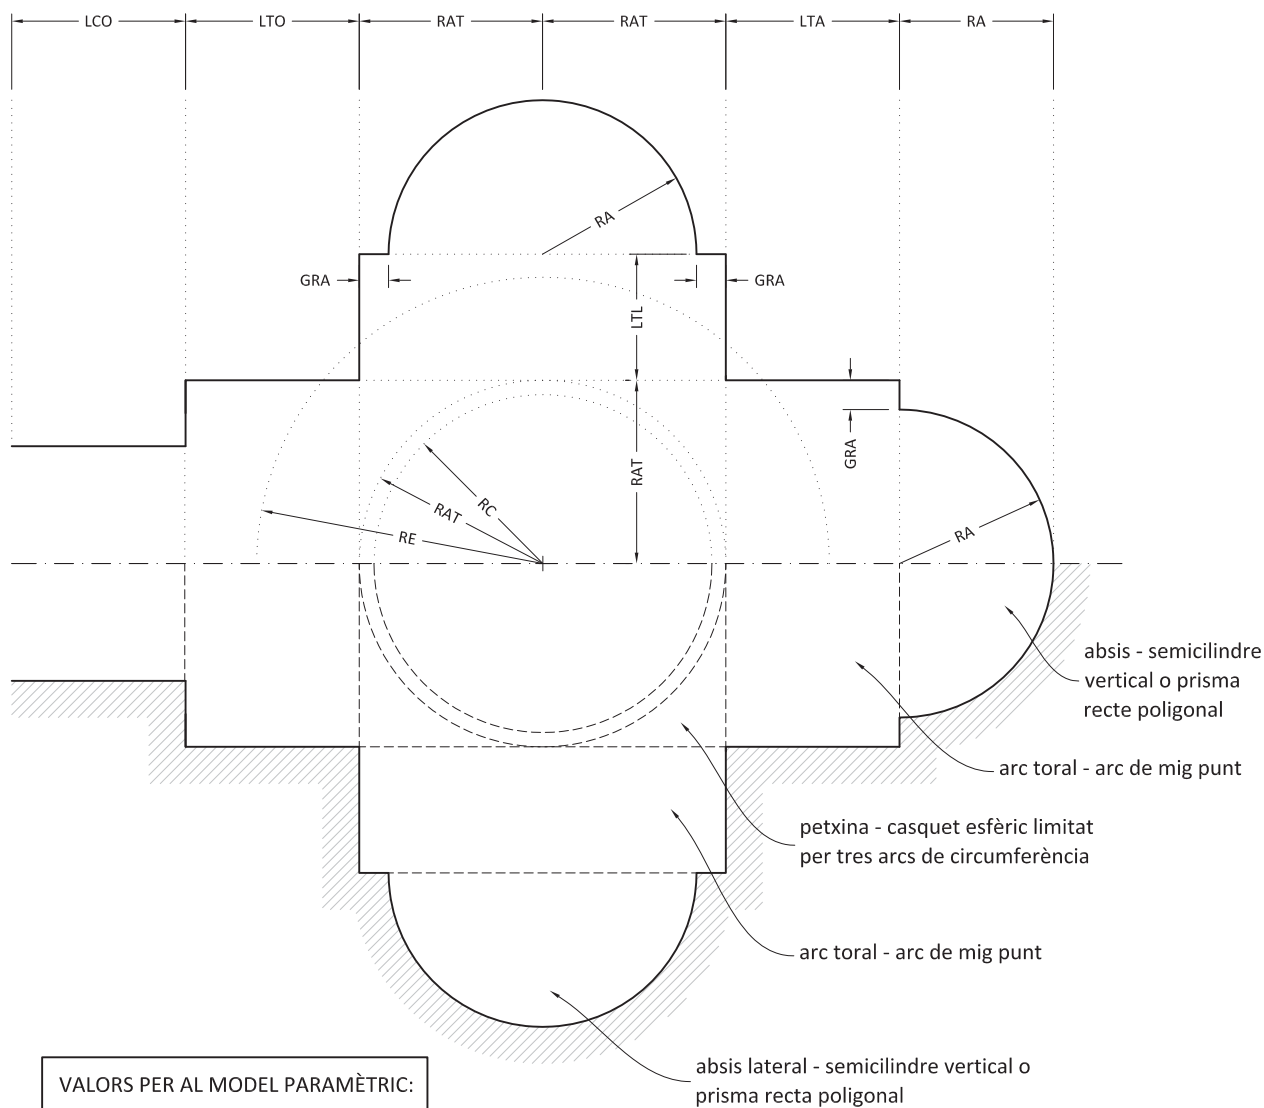 LCO LTO RAT RAT LTA RA
RA
GRA GRA
LTL
GRA
RAT
RC
RAT
RE
RA
absis - semicilindre
vertical o prisma
recte poligonal
arc toral - arc de mig punt
petxina - casquet esfèric limitat
per tres arcs de circumferència
arc toral - arc de mig punt
absis lateral - semicilindre vertical o
prisma recta poligonal
VALORS PER AL MODEL PARAMÈTRIC: